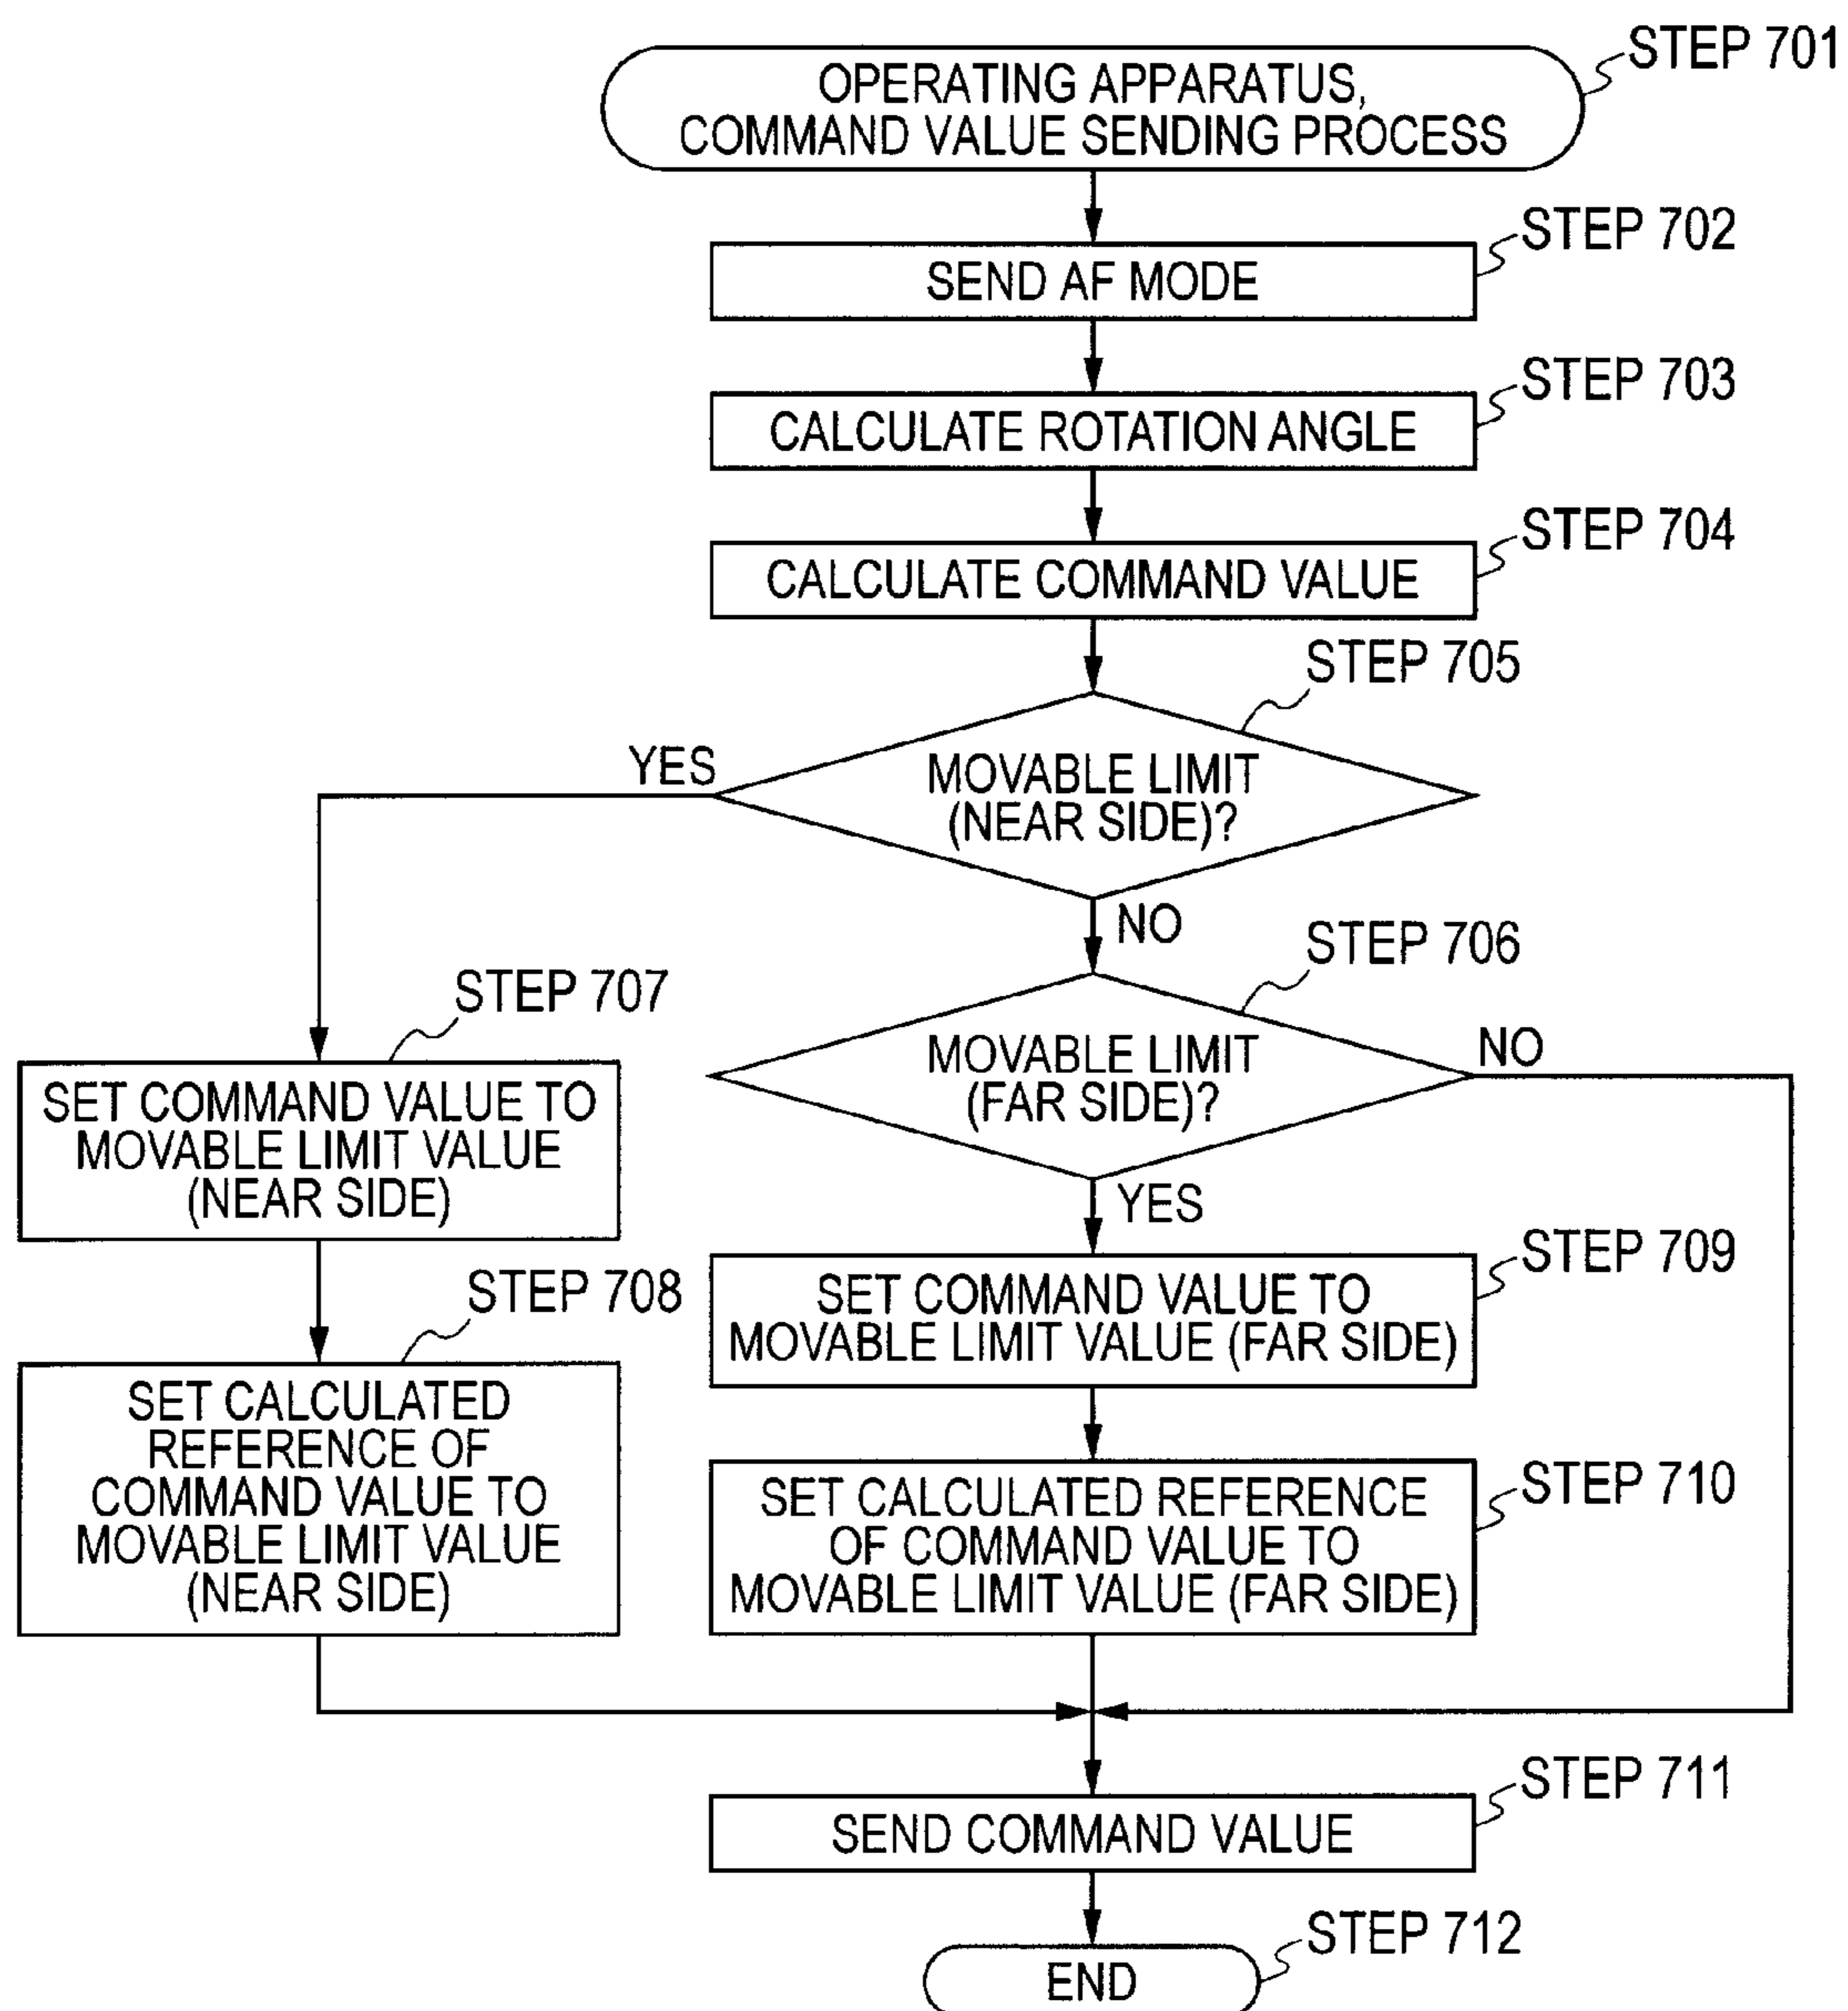 STEP 701
OPERATING APPARATUS,
COMMAND VALUE SENDING PROCESS
STEP 702
SEND AF MODE
STEP 703
CALCULATE ROTATION ANGLE
STEP 704
CALCULATE COMMAND VALUE
STEP 705
YES
MOVABLE LIMIT
(NEAR SIDE)?
NO
STEP 706
MOVABLE LIMIT
(FAR SIDE)?
NO
YES
STEP 707
SET COMMAND VALUE TO
MOVABLE LIMIT VALUE
(NEAR SIDE)
STEP 708
SET CALCULATED
REFERENCE OF
COMMAND VALUE TO
MOVABLE LIMIT VALUE
(NEAR SIDE)
STEP 709
SET COMMAND VALUE TO
MOVABLE LIMIT VALUE (FAR SIDE)
STEP 710
SET CALCULATED REFERENCE
OF COMMAND VALUE TO
MOVABLE LIMIT VALUE (FAR SIDE)
STEP 711
SEND COMMAND VALUE
STEP 712
END